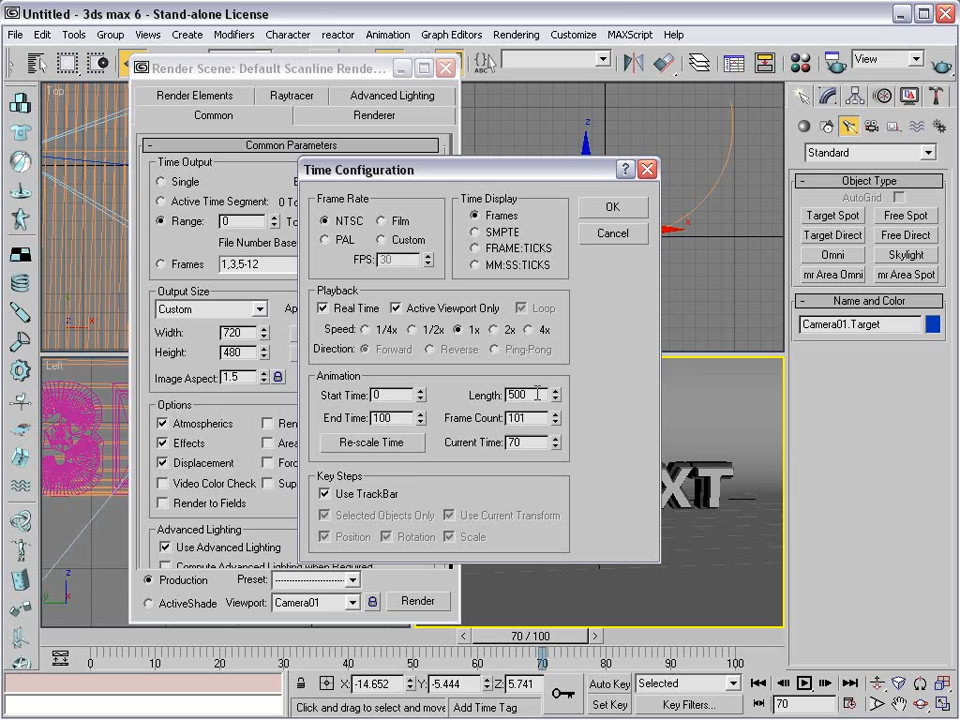 Untitled - 3ds max 6 - Stand-alone License
File Edit Tools Group Views Create Modifiers Character reactor Animation Graph Editors Rendering Customize MAXScript Help
View
Top
Render Scene: Default Scanline Rende...
Render Elements Raytracer Advanced Lighting
Common Renderer
- Common Parameters
Time Output
Single
Active Time Segment: 0 To
Range: 0
File Number Base
Frames 1,3,5-12
Output Size
Custom
Width: 720
Height: 480
Image Aspect: 1.5
Options
Atmospherics
Effects
Displacement
Video Color Check
Render to Fields
Advanced Lighting
Use Advanced Lighting
Compute Advanced Lighting when Required
Production Preset:
ActiveShade Viewport: Camera01 Render
Time Configuration
Frame Rate
NTSC Film
PAL Custom
FPS: 30
Time Display
Frames
SMPTE
FRAME:TICKS
MM:SS:TICKS
OK
Cancel
Playback
Real Time Active Viewport Only Loop
Speed: 1/4x 1/2x 1x 2x 4x
Direction: Forward Reverse Ping-Pong
Animation
Start Time: 0 Length: 500
End Time: 100 Frame Count: 101
Re-scale Time Current Time: 70
Key Steps
Use TrackBar
Selected Objects Only Use Current Transform
Position Rotation Scale
z
x
Left
z
y
XT
Standard
- Object Type
AutoGrid
Target Spot Free Spot
Target Direct Free Direct
Omni Skylight
mr Area Omni mr Area Spot
- Name and Color
Camera01.Target
< 70 / 100 >
0 10 20 30 40 50 60 70 80 90 100
X: -14.652 Y: -5.444 Z: 5.741 Auto Key Selected
Click and drag to select and move Add Time Tag Set Key Key Filters... 70